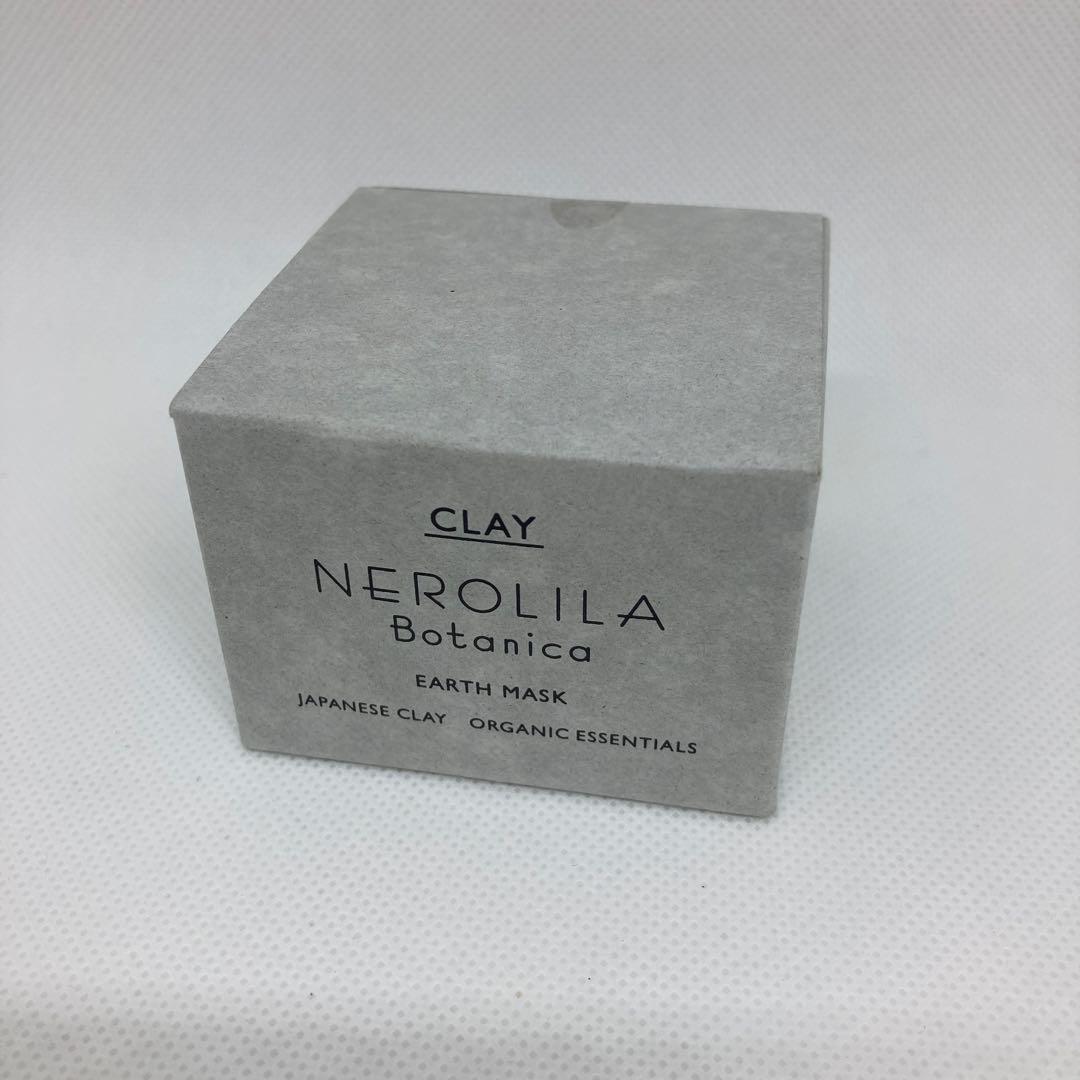 CLAY
NEROLILA
Botanica
EARTH MASK
JAPANESE CLAY ORGANIC ESSENTIALS